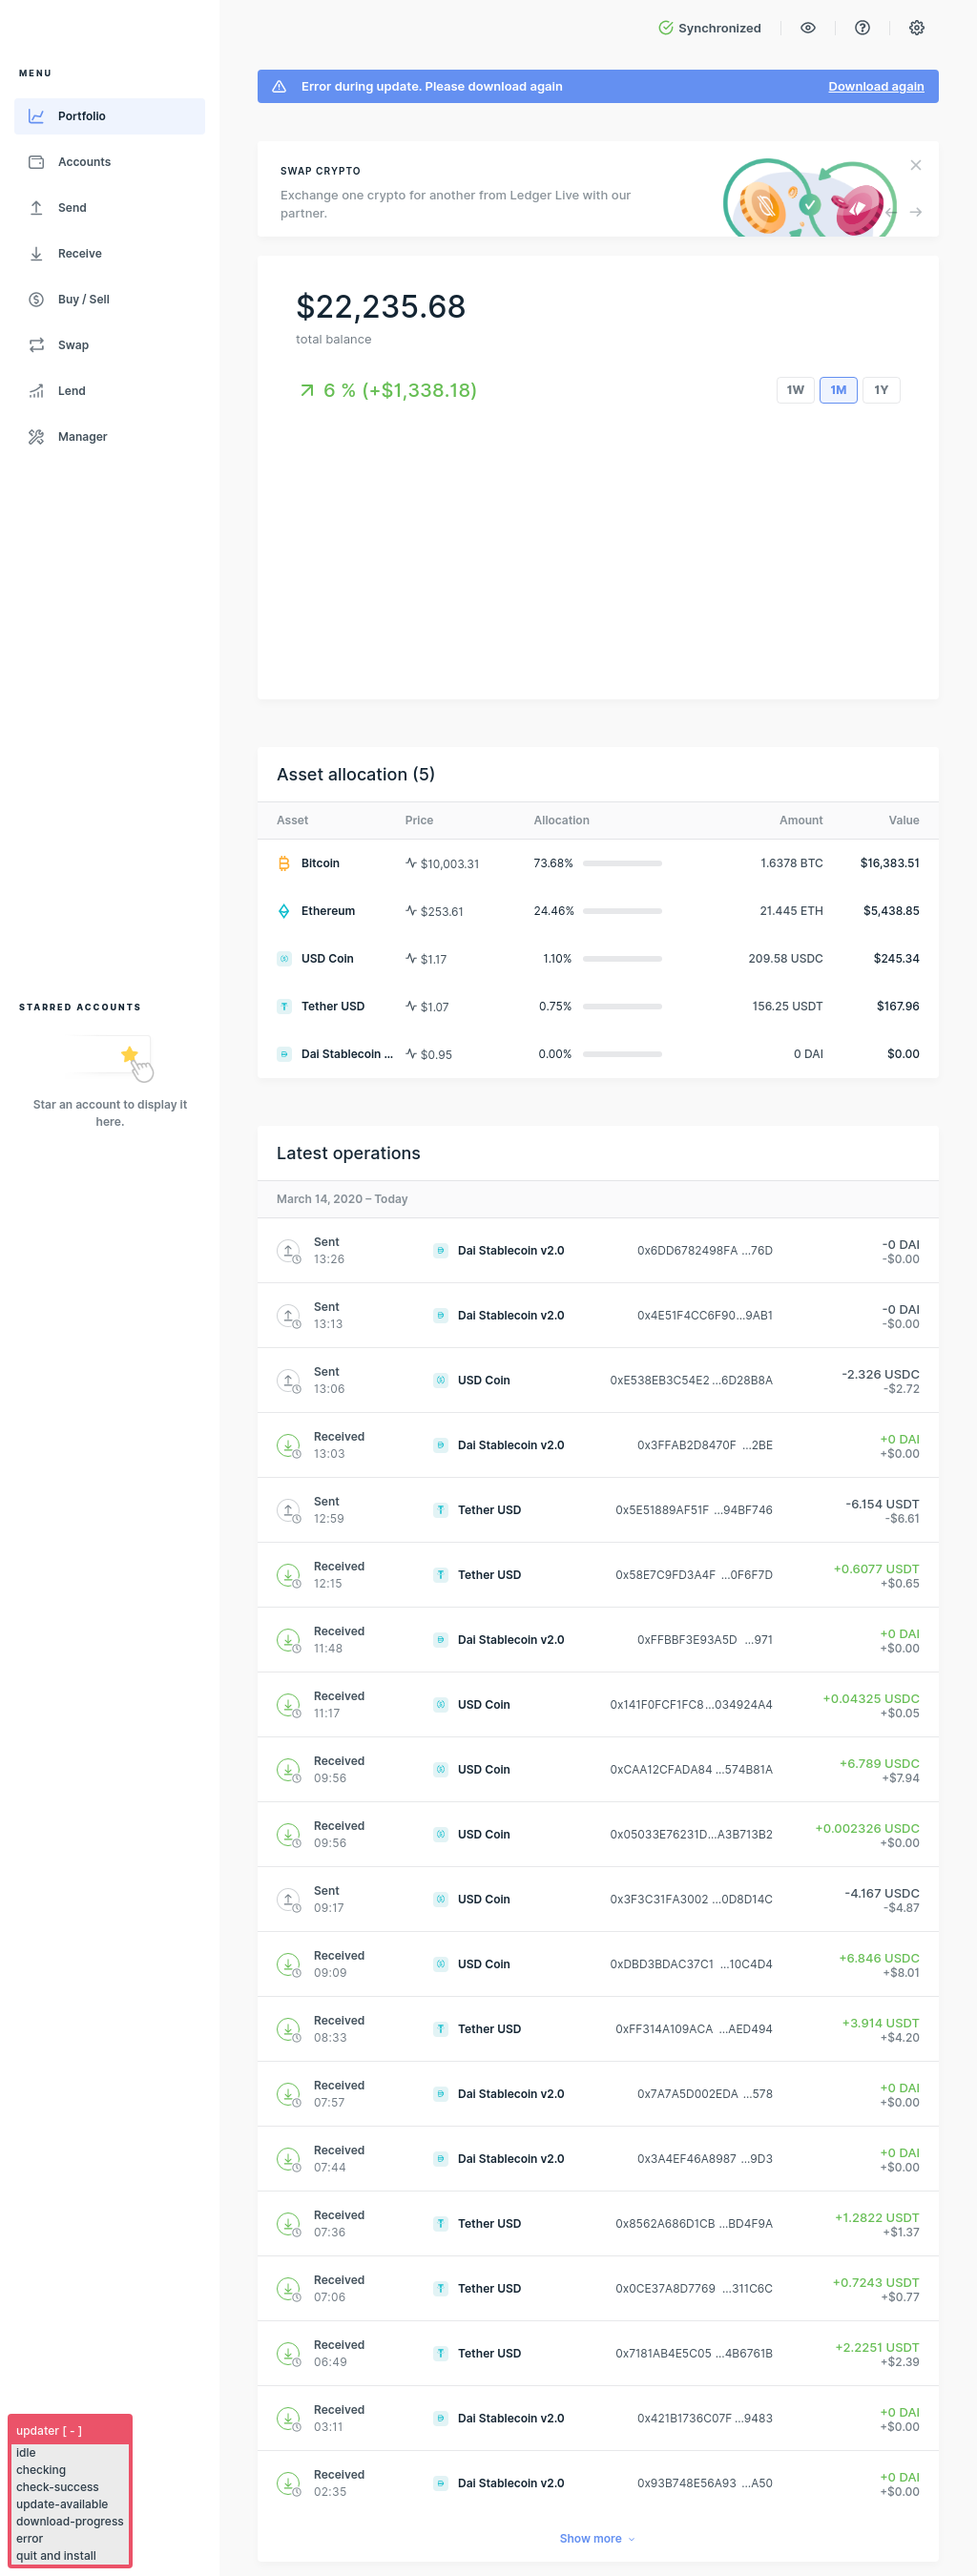 Synchronized
MENU
Portfolio
Accounts
Send
Receive
Buy / Sell
Swap
Lend
Manager
STARRED ACCOUNTS
Star an account to display it
here.
updater [ - ]
idle
checking
check-success
update-available
download-progress
error
quit and install
Error during update. Please download again
Download again
SWAP CRYPTO
Exchange one crypto for another from Ledger Live with our
partner.
$22,235.68
total balance
6 % (+$1,338.18)
1W 1M 1Y
Asset allocation (5)
Asset Price Allocation Amount Value
Bitcoin $10,003.31 73.68% 1.6378 BTC $16,383.51
Ethereum $253.61 24.46% 21.445 ETH $5,438.85
USD Coin $1.17 1.10% 209.58 USDC $245.34
Tether USD $1.07 0.75% 156.25 USDT $167.96
Dai Stablecoin ... $0.95 0.00% 0 DAI $0.00
Latest operations
March 14, 2020 – Today
Sent
13:26
Dai Stablecoin v2.0
0x6DD6782498FA ...76D
-0 DAI
-$0.00
Sent
13:13
Dai Stablecoin v2.0
0x4E51F4CC6F90...9AB1
-0 DAI
-$0.00
Sent
13:06
USD Coin
0xE538EB3C54E2 ...6D28B8A
-2.326 USDC
-$2.72
Received
13:03
Dai Stablecoin v2.0
0x3FFAB2D8470F ...2BE
+0 DAI
+$0.00
Sent
12:59
Tether USD
0x5E51889AF51F ...94BF746
-6.154 USDT
-$6.61
Received
12:15
Tether USD
0x58E7C9FD3A4F ...0F6F7D
+0.6077 USDT
+$0.65
Received
11:48
Dai Stablecoin v2.0
0xFFBBF3E93A5D ...971
+0 DAI
+$0.00
Received
11:17
USD Coin
0x141F0FCF1FC8...034924A4
+0.04325 USDC
+$0.05
Received
09:56
USD Coin
0xCAA12CFADA84 ...574B81A
+6.789 USDC
+$7.94
Received
09:56
USD Coin
0x05033E76231D...A3B713B2
+0.002326 USDC
+$0.00
Sent
09:17
USD Coin
0x3F3C31FA3002 ...0D8D14C
-4.167 USDC
-$4.87
Received
09:09
USD Coin
0xDBD3BDAC37C1 ...10C4D4
+6.846 USDC
+$8.01
Received
08:33
Tether USD
0xFF314A109ACA ...AED494
+3.914 USDT
+$4.20
Received
07:57
Dai Stablecoin v2.0
0x7A7A5D002EDA ...578
+0 DAI
+$0.00
Received
07:44
Dai Stablecoin v2.0
0x3A4EF46A8987 ...9D3
+0 DAI
+$0.00
Received
07:36
Tether USD
0x8562A686D1CB ...BD4F9A
+1.2822 USDT
+$1.37
Received
07:06
Tether USD
0x0CE37A8D7769 ...311C6C
+0.7243 USDT
+$0.77
Received
06:49
Tether USD
0x7181AB4E5C05 ...4B6761B
+2.2251 USDT
+$2.39
Received
03:11
Dai Stablecoin v2.0
0x421B1736C07F ...9483
+0 DAI
+$0.00
Received
02:35
Dai Stablecoin v2.0
0x93B748E56A93 ...A50
+0 DAI
+$0.00
Show more